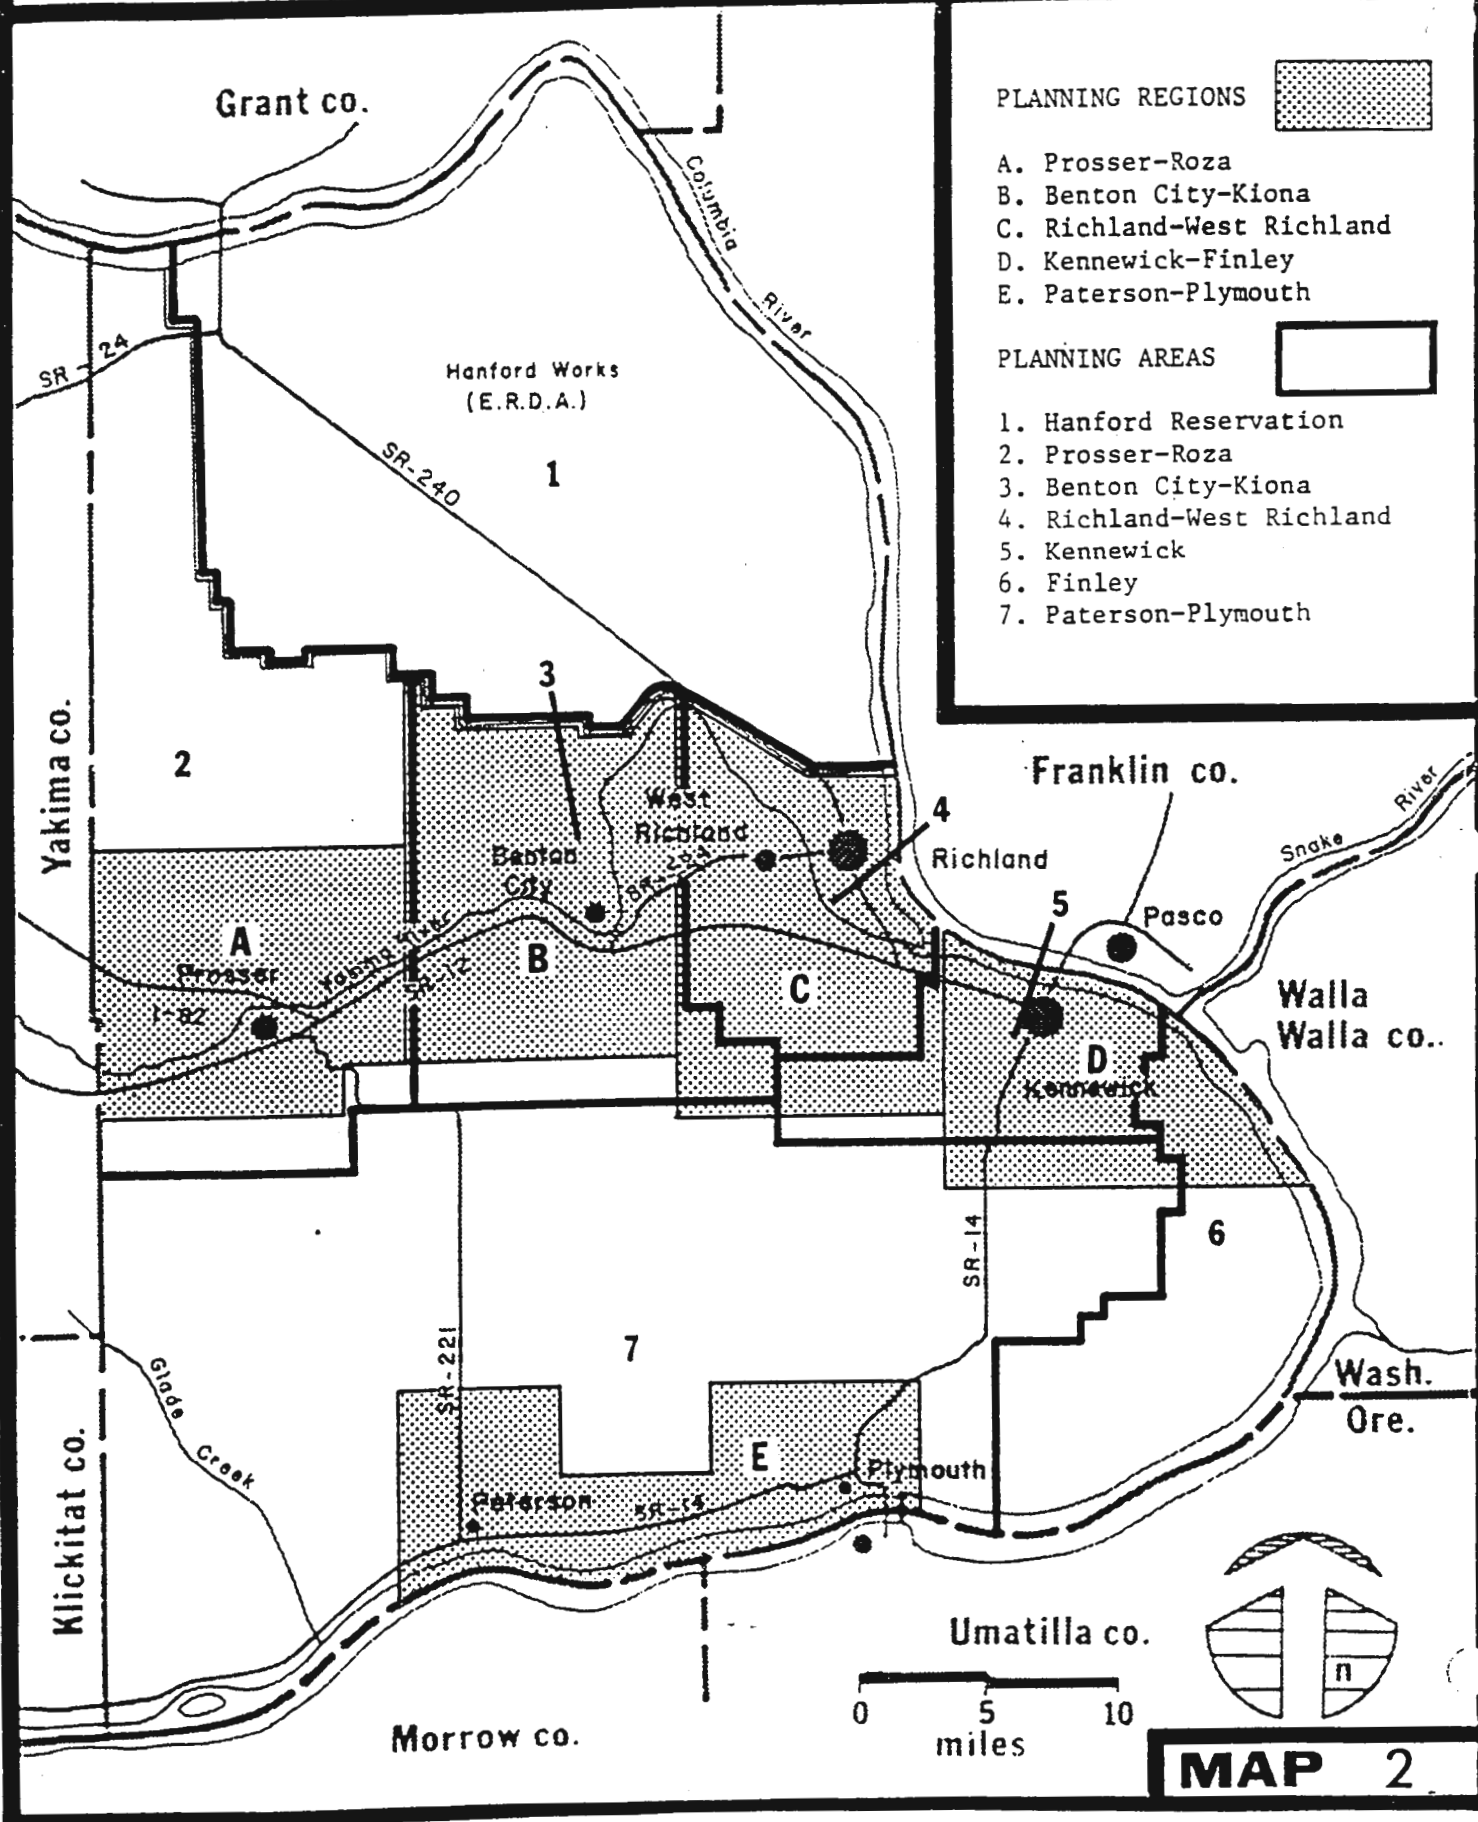 Grant co.
Columbia
River
SR - 24
Hanford Works
(E.R.D.A.)
SR-240
1
PLANNING REGIONS
A. Prosser-Roza
B. Benton City-Kiona
C. Richland-West Richland
D. Kennewick-Finley
E. Paterson-Plymouth
PLANNING AREAS
1. Hanford Reservation
2. Prosser-Roza
3. Benton City-Kiona
4. Richland-West Richland
5. Kennewick
6. Finley
7. Paterson-Plymouth
3
2
Yakima co.
Franklin co.
Snake River
West
Richland
4
Richland
Benton
City
5
Pasco
A
Prosser
Yakima River
SR-12
B
C
I-82
Walla
Walla co..
D
Kennewick
6
SR-14
7
SR-221
Glade
Creek
Wash.
Ore.
Klickitat co.
E
Plymouth
Paterson
SR-14
Umatilla co.
n
0 5 10
miles
Morrow co.
MAP 2